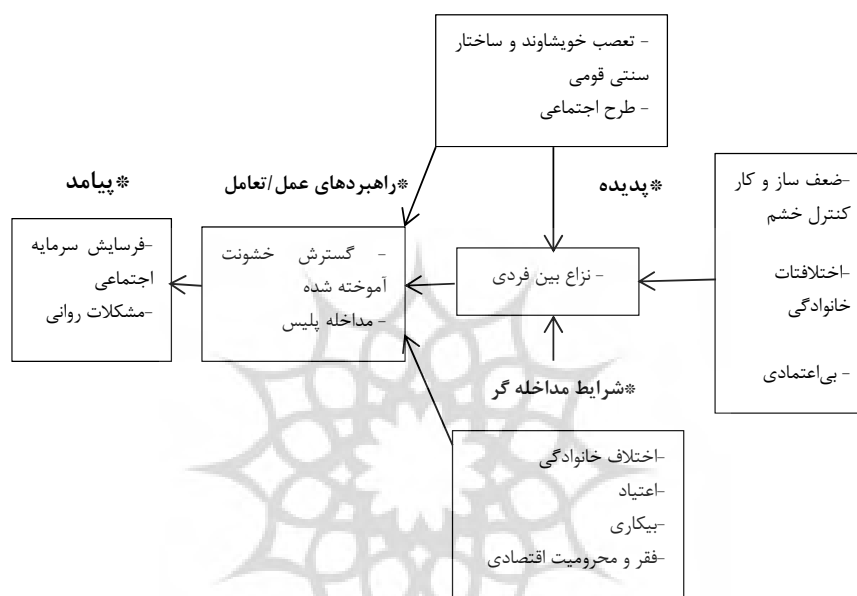 - تعصب خویشاوند و ساختار
سنتی قومی
- طرح اجتماعی
*پدیده
-ضعف ساز و کار
کنترل خشم
-اختلافتات
خانوادگی
- بی‌اعتمادی
- نزاع بین فردی
*راهبردهای عمل/تعامل
- گسترش خشونت
آموخته شده
- مداخله پلیس
*پیامد
-فرسایش سرمایه
اجتماعی
-مشکلات روانی
*شرایط مداخله گر
-اختلاف خانوادگی
-اعتیاد
-بیکاری
-فقر و محرومیت اقتصادی